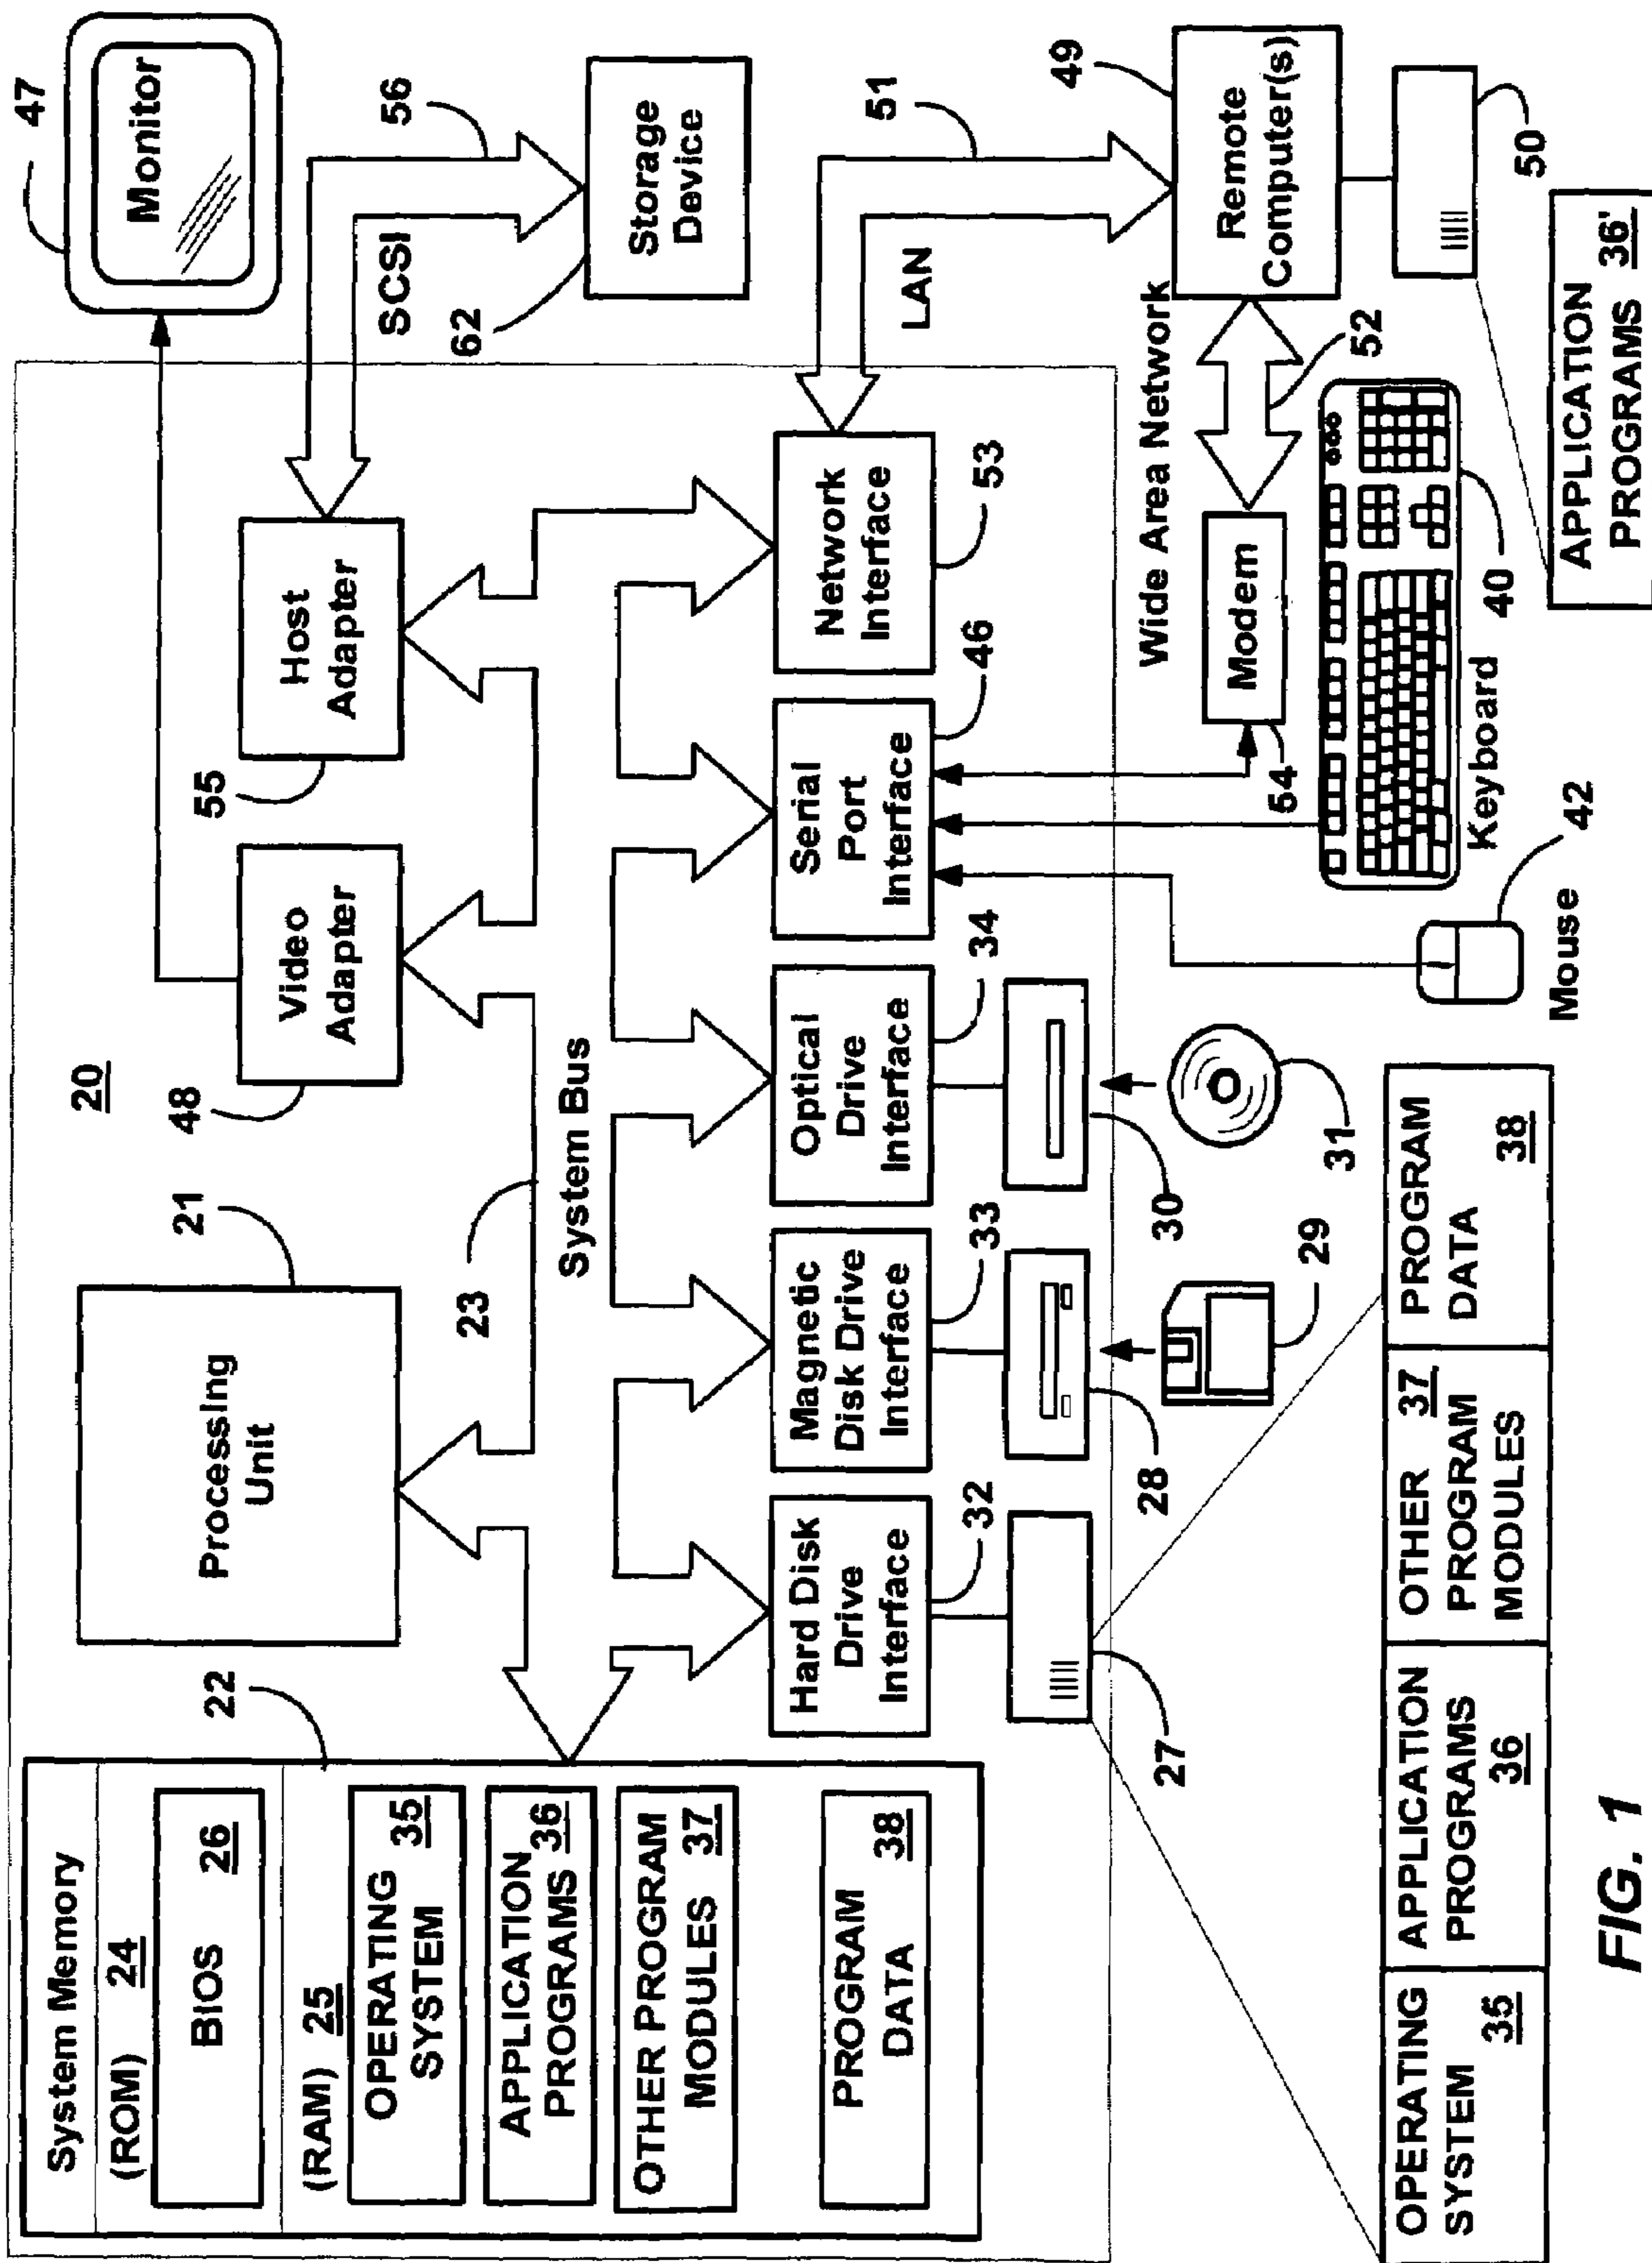 20
47
Monitor
System Memory
(ROM) 24
BIOS 26
22
(RAM) 25
OPERATING
SYSTEM 35
APPLICATION
PROGRAMS 36
OTHER PROGRAM
MODULES 37
PROGRAM
DATA 38
21
Processing
Unit
48
Video
Adapter
55
Host
Adapter
56
SCSI
23
System Bus
62
Storage
Device
Hard Disk
Drive
Interface
32
Magnetic
Disk Drive
Interface
33
Optical
Drive
Interface
34
Serial
Port
Interface
46
Network
Interface
53
LAN
51
27
28
29
30
31
Wide Area Network
49
Remote
Computer(s)
Modem
54
52
50
Keyboard
40
Mouse
42
OPERATING
SYSTEM 35
APPLICATION
PROGRAMS
36
OTHER 37
PROGRAM
MODULES
PROGRAM
DATA 38
APPLICATION
PROGRAMS 36'
FIG. 1